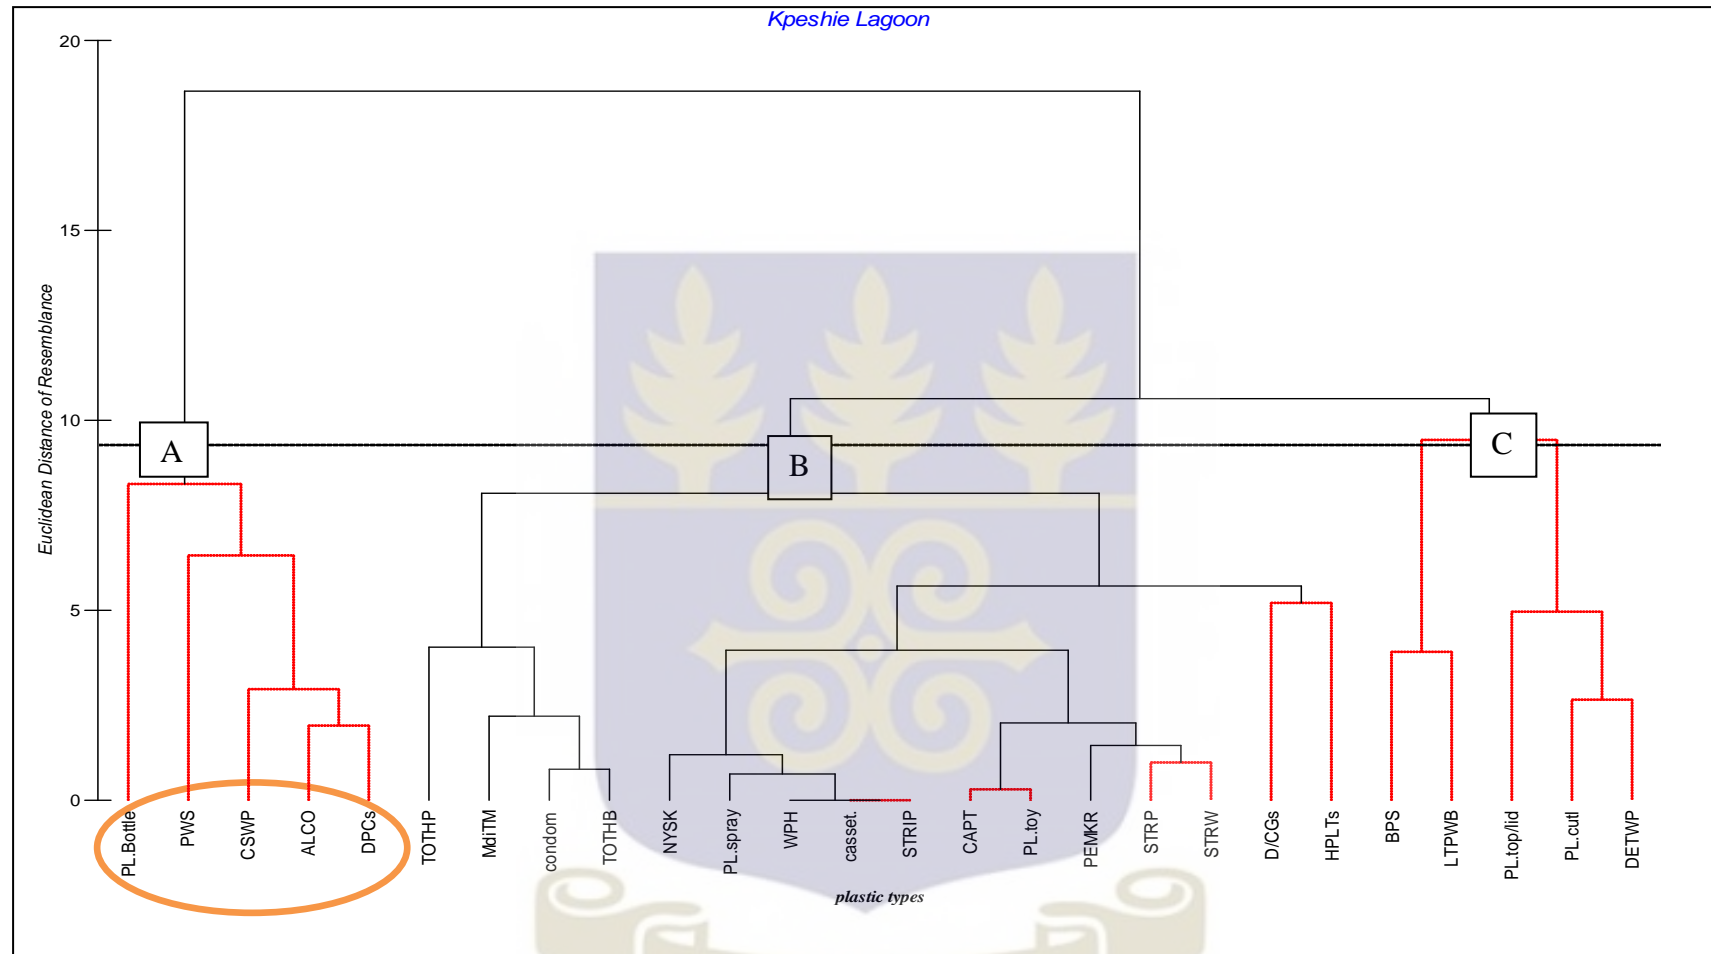 Kpeshie Lagoon
20
15
10
5
0
Euclidean Distance of Resemblance
A
B
C
PL.Bottle
PWS
CSWP
ALCO
DPCs
TOTHP
MdiTM
condom
TOTHB
NYSK
PL.spray
WPH
casset.
STRIP
CAPT
PL.toy
PEMKR
STRP
STRW
D/CGs
HPLTs
BPS
LTPWB
PL.top/lid
PL.cutl
DETWP
plastic types